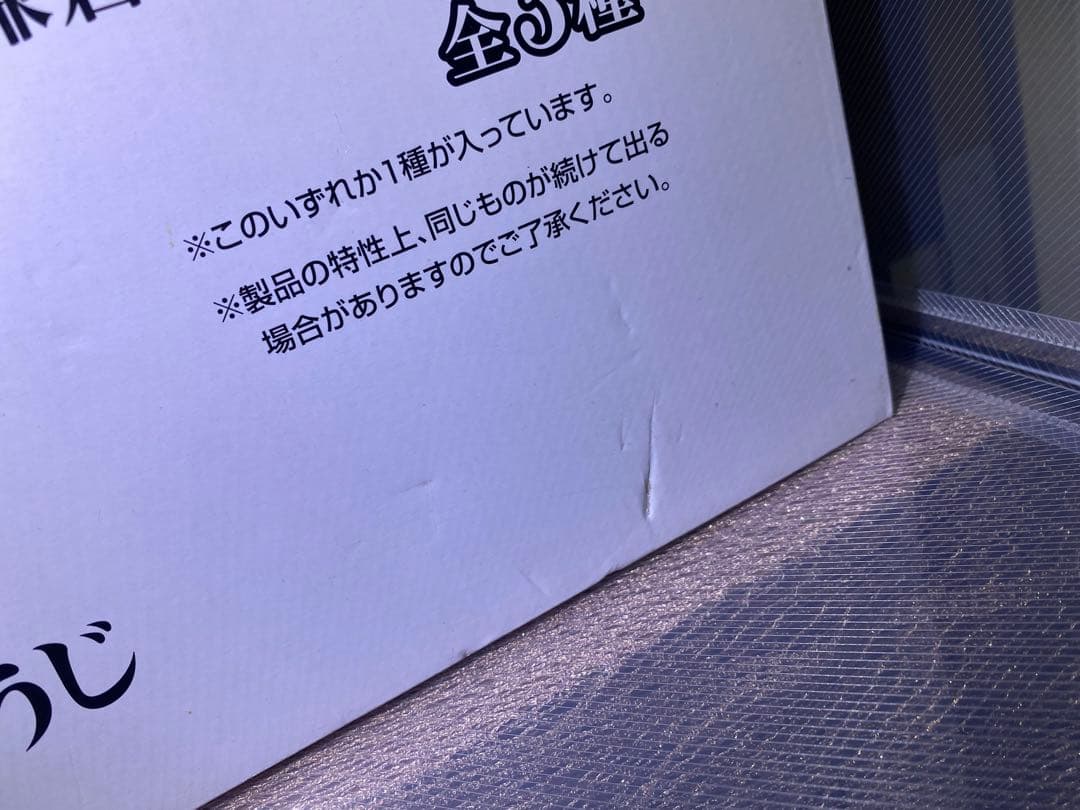 全5種
※このいずれか1種が入っています。
※製品の特性上、同じものが続けて出る
場合がありますのでご了承ください。
うじ